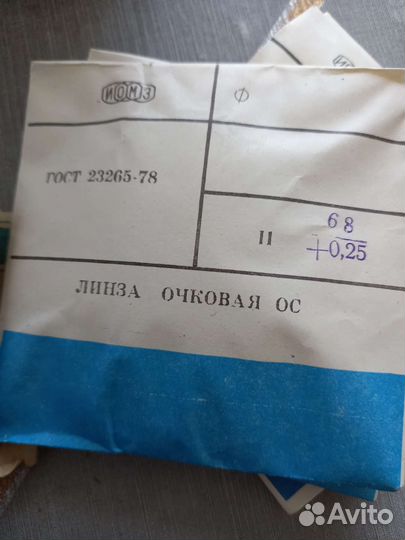 ИОМЗ
Ф
ГОСТ 23265-78
68
II
+0,25
ЛИНЗА ОЧКОВАЯ ОС
Avito